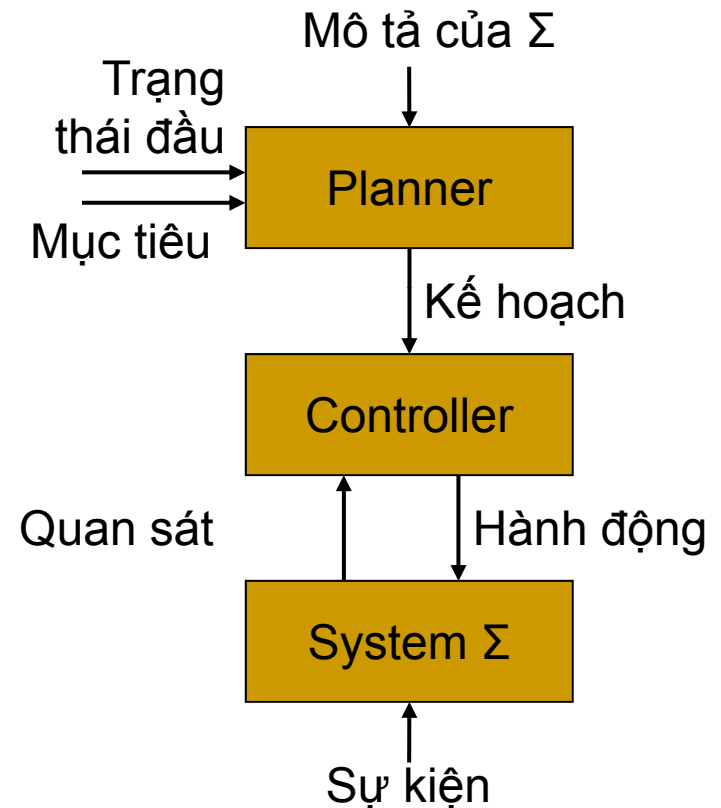 Mô tả của Σ
Trạng
thái đầu
Planner
Mục tiêu
Kế hoạch
Controller
Quan sát
Hành động
System Σ
Sự kiện